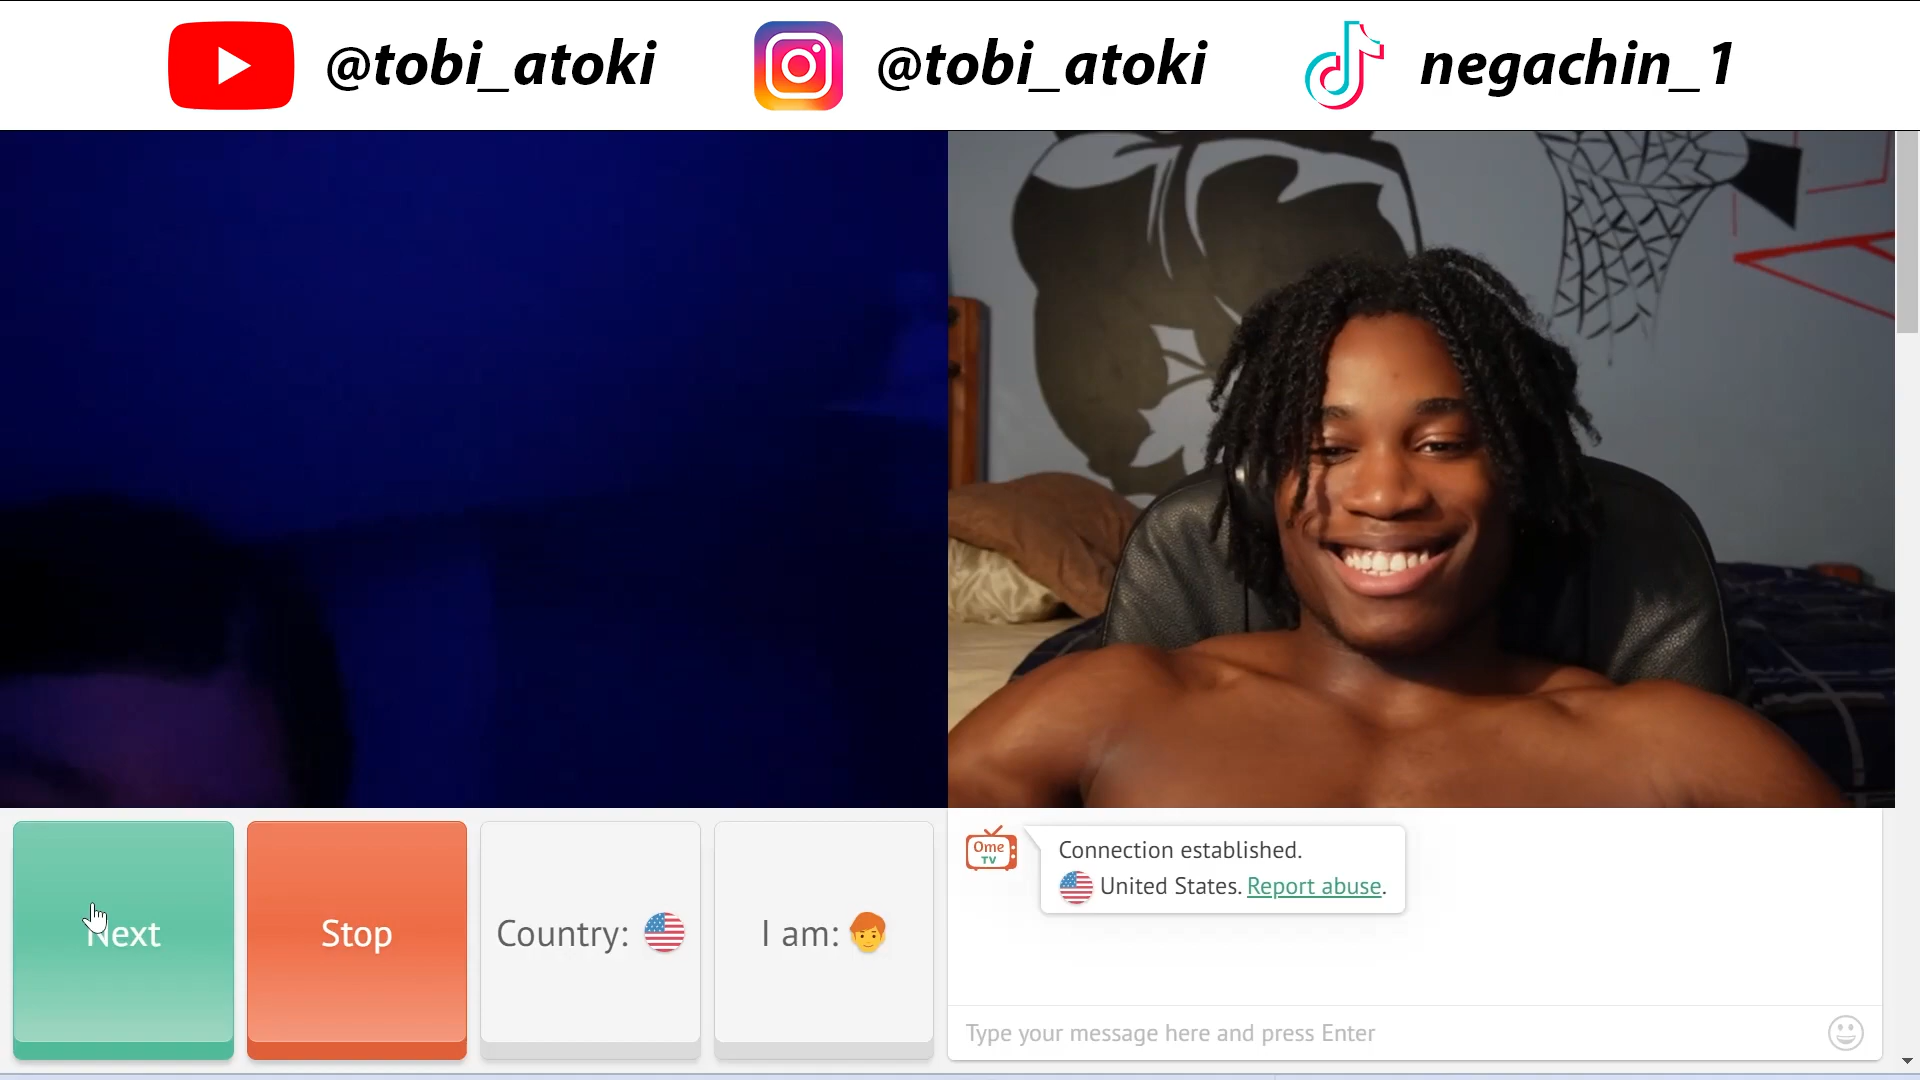 @tobi_atoki
@tobi_atoki
negachin_1
Next
Stop
Country:
I am:
Ome
TV
Connection established.
United States. Report abuse.
Type your message here and press Enter